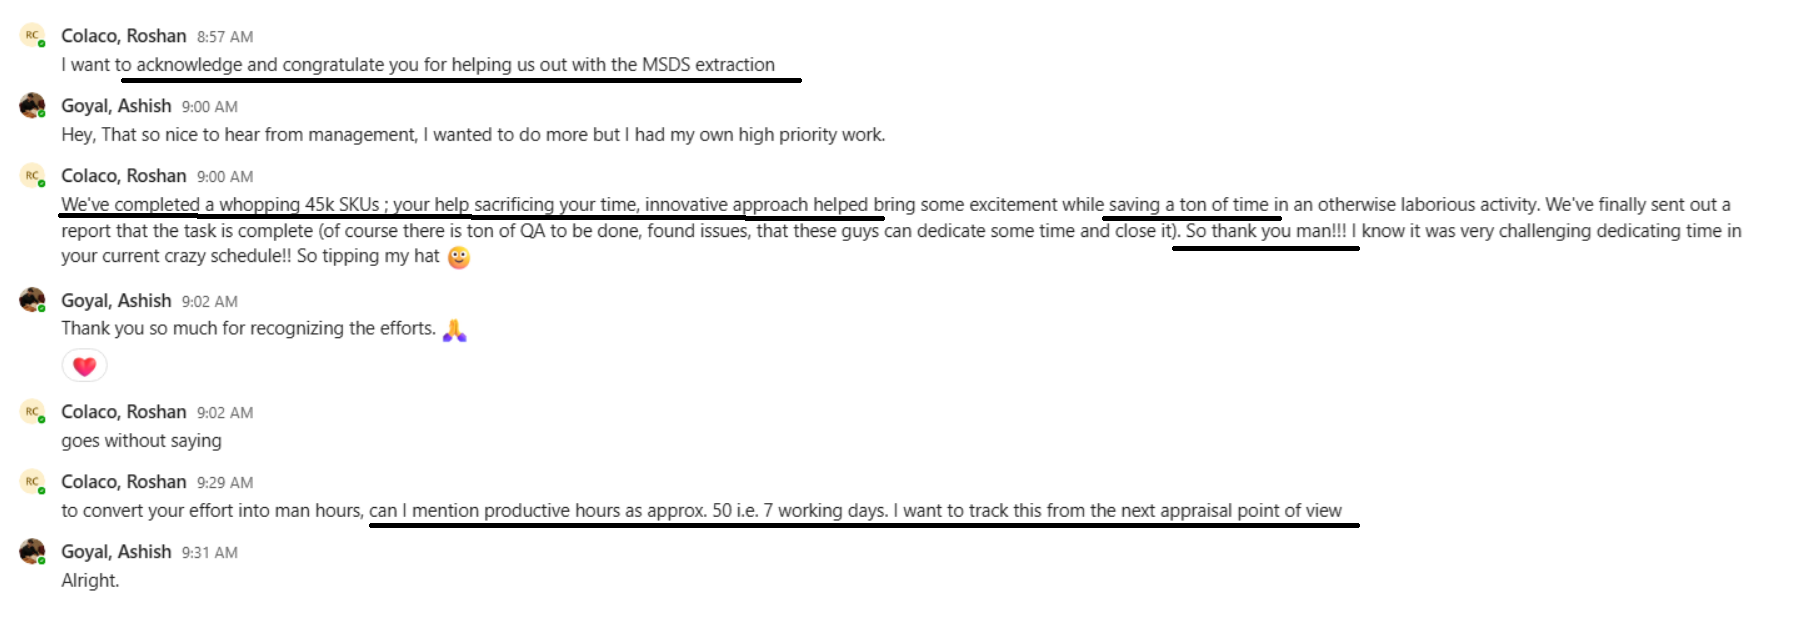 RC Colaco, Roshan 8:57 AM
I want to acknowledge and congratulate you for helping us out with the MSDS extraction
Goyal, Ashish 9:00 AM
Hey, That so nice to hear from management, I wanted to do more but I had my own high priority work.
RC Colaco, Roshan 9:00 AM
We've completed a whopping 45k SKUs ; your help sacrificing your time, innovative approach helped bring some excitement while saving a ton of time in an otherwise laborious activity. We've finally sent out a
report that the task is complete (of course there is ton of QA to be done, found issues, that these guys can dedicate some time and close it). So thank you man!!! I know it was very challenging dedicating time in
your current crazy schedule!! So tipping my hat 🙂
Goyal, Ashish 9:02 AM
Thank you so much for recognizing the efforts. 🙏
❤️
RC Colaco, Roshan 9:02 AM
goes without saying
RC Colaco, Roshan 9:29 AM
to convert your effort into man hours, can I mention productive hours as approx. 50 i.e. 7 working days. I want to track this from the next appraisal point of view
Goyal, Ashish 9:31 AM
Alright.